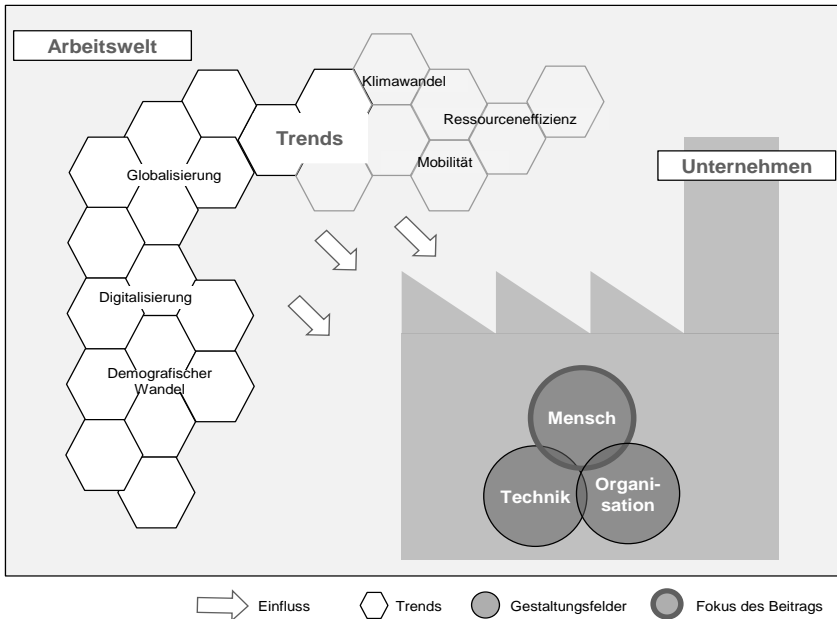 Arbeitswelt
Klimawandel
Ressourceneffizienz
Trends
Mobilität
Unternehmen
Globalisierung
Digitalisierung
Demografischer
Wandel
Mensch
Technik
Organi-
sation
Einfluss
Trends
Gestaltungsfelder
Fokus des Beitrags